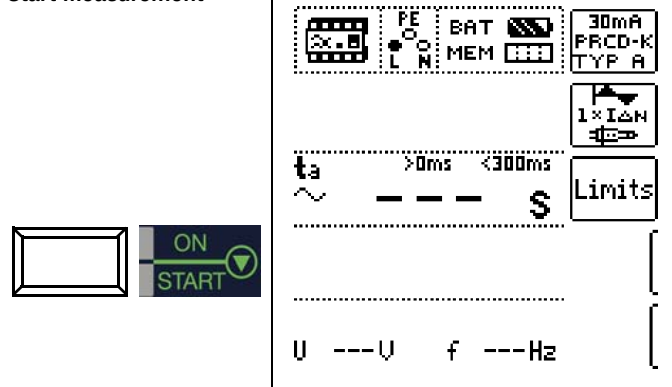 Start measurement
PE
L N
BAT
MEM
30mA
PRCD-K
TYP A
1×IΔN
ta >0ms <300ms
--- s
Limits
ON
START
U ---V f ---Hz